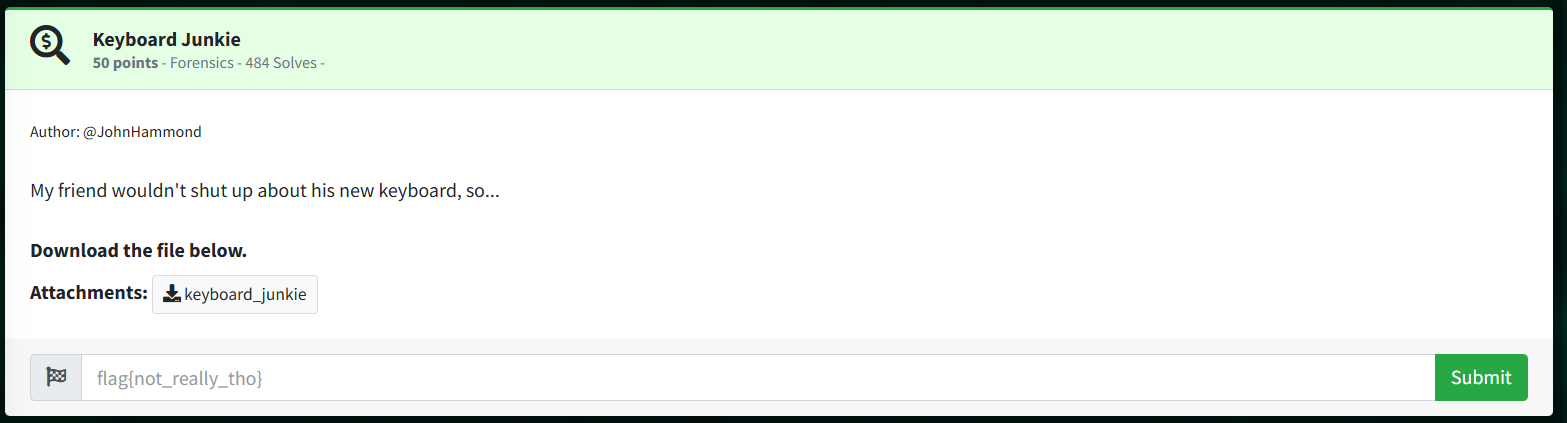 Keyboard Junkie
50 points - Forensics - 484 Solves -
Author: @JohnHammond
My friend wouldn't shut up about his new keyboard, so...
Download the file below.
Attachments: keyboard_junkie
flag{not_really_tho}
Submit